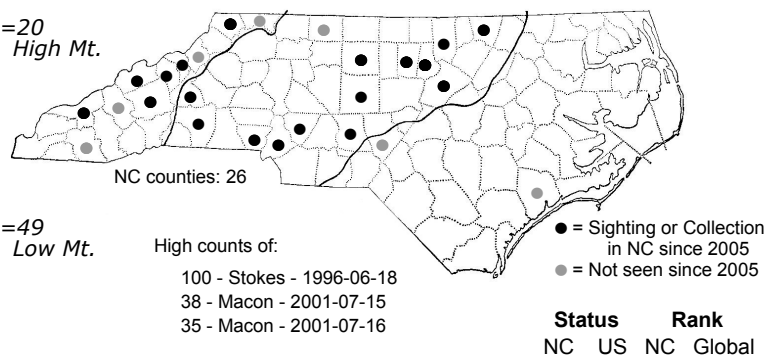 =20
High Mt.
NC counties: 26
=49
Low Mt.
High counts of:
100 - Stokes - 1996-06-18
38 - Macon - 2001-07-15
35 - Macon - 2001-07-16
= Sighting or Collection
in NC since 2005
= Not seen since 2005
Status Rank
NC US NC Global